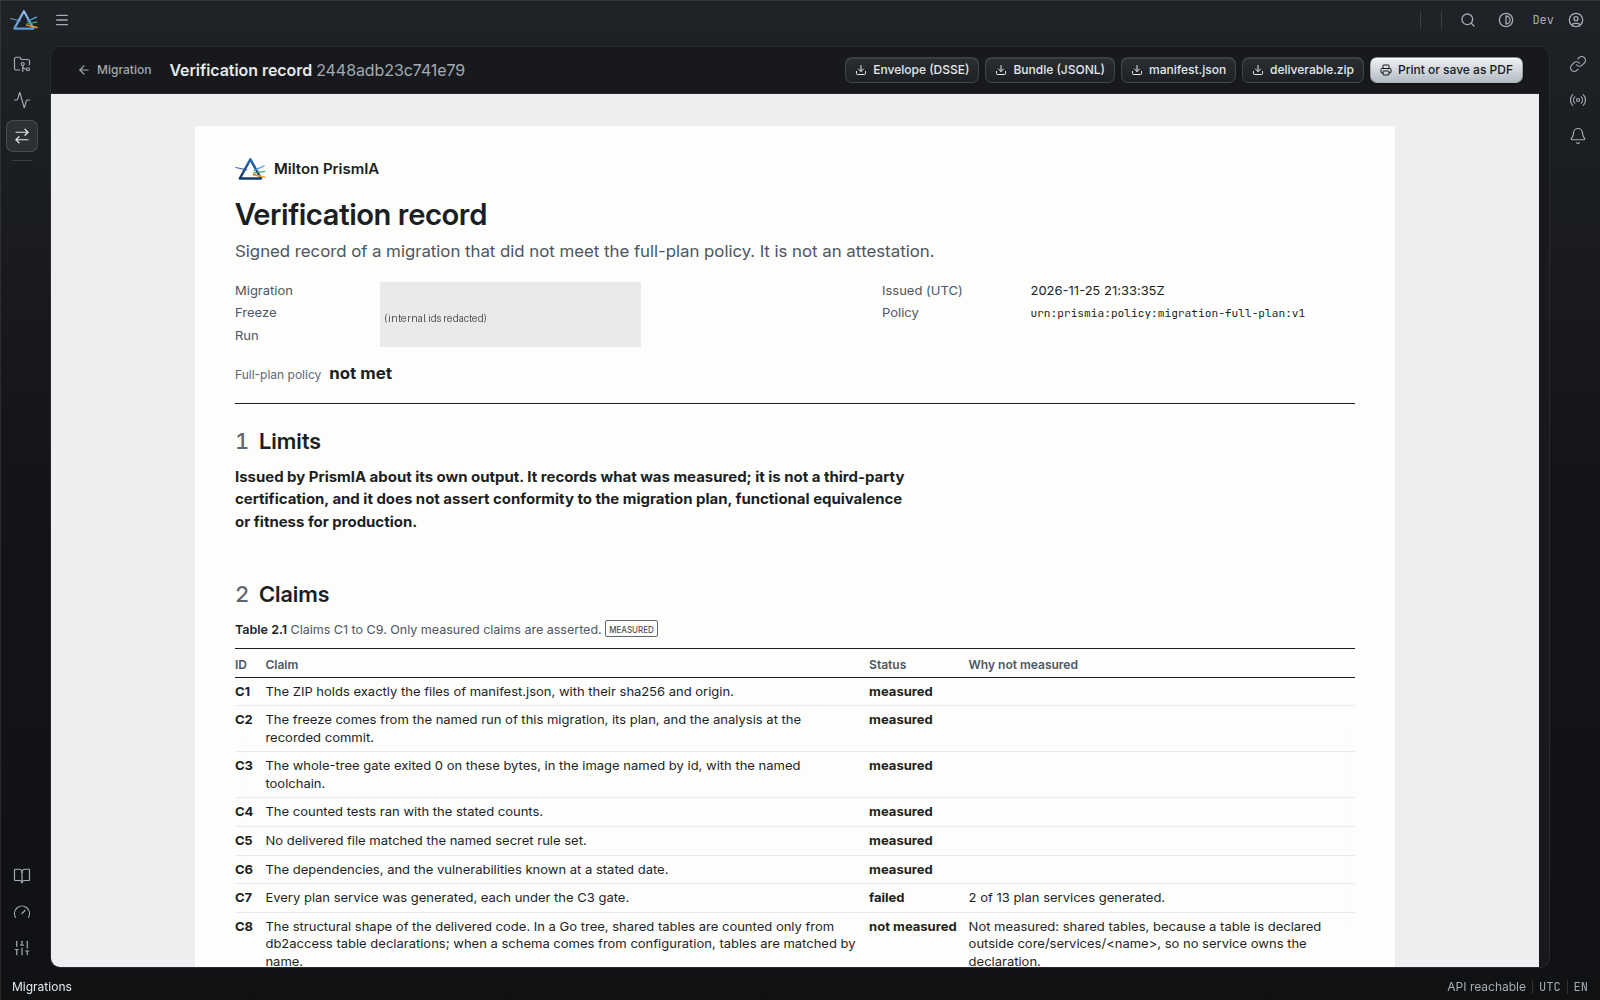 Dev
Migration
Verification record 2448adb23c741e79
Envelope (DSSE)
Bundle (JSONL)
manifest.json
deliverable.zip
Print or save as PDF
Milton PrismIA
Verification record
Signed record of a migration that did not meet the full-plan policy. It is not an attestation.
Migration
Freeze
Run
(internal ids redacted)
Issued (UTC) 2026-11-25 21:33:35Z
Policy urn:prismia:policy:migration-full-plan:v1
Full-plan policy not met
1 Limits
Issued by PrismIA about its own output. It records what was measured; it is not a third-party
certification, and it does not assert conformity to the migration plan, functional equivalence
or fitness for production.
2 Claims
Table 2.1 Claims C1 to C9. Only measured claims are asserted. MEASURED
ID Claim Status Why not measured
C1 The ZIP holds exactly the files of manifest.json, with their sha256 and origin. measured
C2 The freeze comes from the named run of this migration, its plan, and the analysis at the measured
recorded commit.
C3 The whole-tree gate exited 0 on these bytes, in the image named by id, with the named measured
toolchain.
C4 The counted tests ran with the stated counts. measured
C5 No delivered file matched the named secret rule set. measured
C6 The dependencies, and the vulnerabilities known at a stated date. measured
C7 Every plan service was generated, each under the C3 gate. failed 2 of 13 plan services generated.
C8 The structural shape of the delivered code. In a Go tree, shared tables are counted only from not measured Not measured: shared tables, because a table is declared
db2access table declarations; when a schema comes from configuration, tables are matched by outside core/services/<name>, so no service owns the
name. declaration.
Migrations
API reachable UTC EN